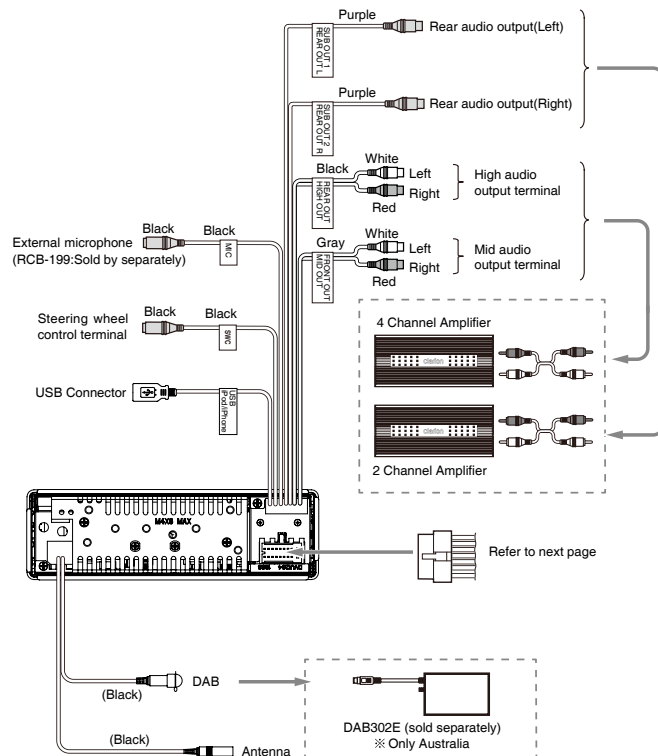 Purple
SUB OUT 1
REAR OUT L
Rear audio output(Left)
Purple
SUB OUT 2
REAR OUT R
Rear audio output(Right)
Black
REAR OUT
HIGH OUT
White
Left
Right
Red
High audio
output terminal
Gray
FRONT OUT
MID OUT
White
Left
Right
Red
Mid audio
output terminal
External microphone
(RCB-199:Sold by separately)
Black
Black
MIC
Steering wheel
control terminal
Black
Black
SWC
USB Connector
USB
iPod/iPhone
4 Channel Amplifier
clarion
clarion
2 Channel Amplifier
M4X8 MAX
Refer to next page
(Black)
DAB
(Black)
Antenna
DAB302E (sold separately)
※ Only Australia